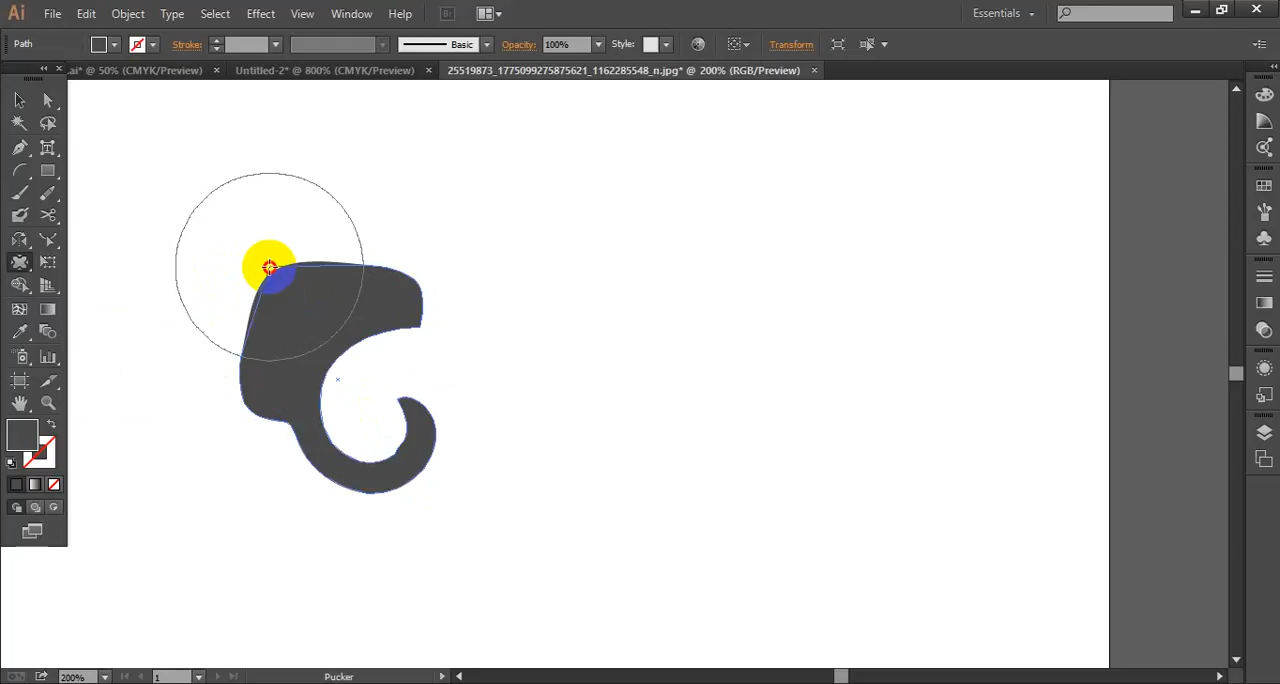 Ai File Edit Object Type Select Effect View Window Help Br Essentials
Path Stroke: Basic Opacity: 100% Style: Transform
.ai* @ 50% (CMYK/Preview) Untitled-2* @ 800% (CMYK/Preview) 25519873_1775099275875621_1162285548_n.jpg* @ 200% (RGB/Preview)
200% 1 Pucker